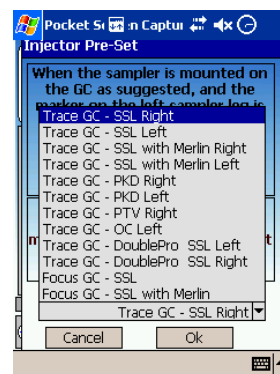 Pocket Sc n Captur
Injector Pre-Set
When the sampler is mounted on
the GC as suggested, and the
marker on the left sampler leg is
Trace GC - SSL Right
Trace GC - SSL Left
Trace GC - SSL with Merlin Right
Trace GC - SSL with Merlin Left
Trace GC - PKD Right
Trace GC - PKD Left
Trace GC - PTV Right
Trace GC - OC Left
Trace GC - DoublePro SSL Left
Trace GC - DoublePro SSL Right
Focus GC - SSL
Focus GC - SSL with Merlin
Trace GC - SSL Right
Cancel Ok